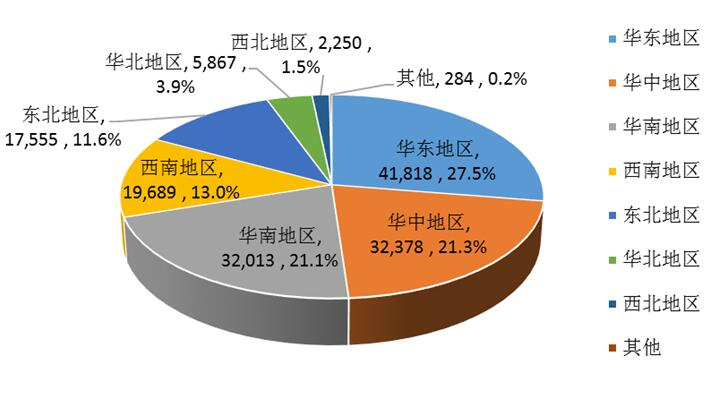 西北地区, 2,250 ,
1.5%
华北地区, 5,867 ,
3.9%
其他, 284 , 0.2%
东北地区,
17,555 , 11.6%
华东地区,
41,818 , 27.5%
西南地区,
19,689 , 13.0%
华中地区,
32,378 , 21.3%
华南地区,
32,013 , 21.1%
华东地区
华中地区
华南地区
西南地区
东北地区
华北地区
西北地区
其他